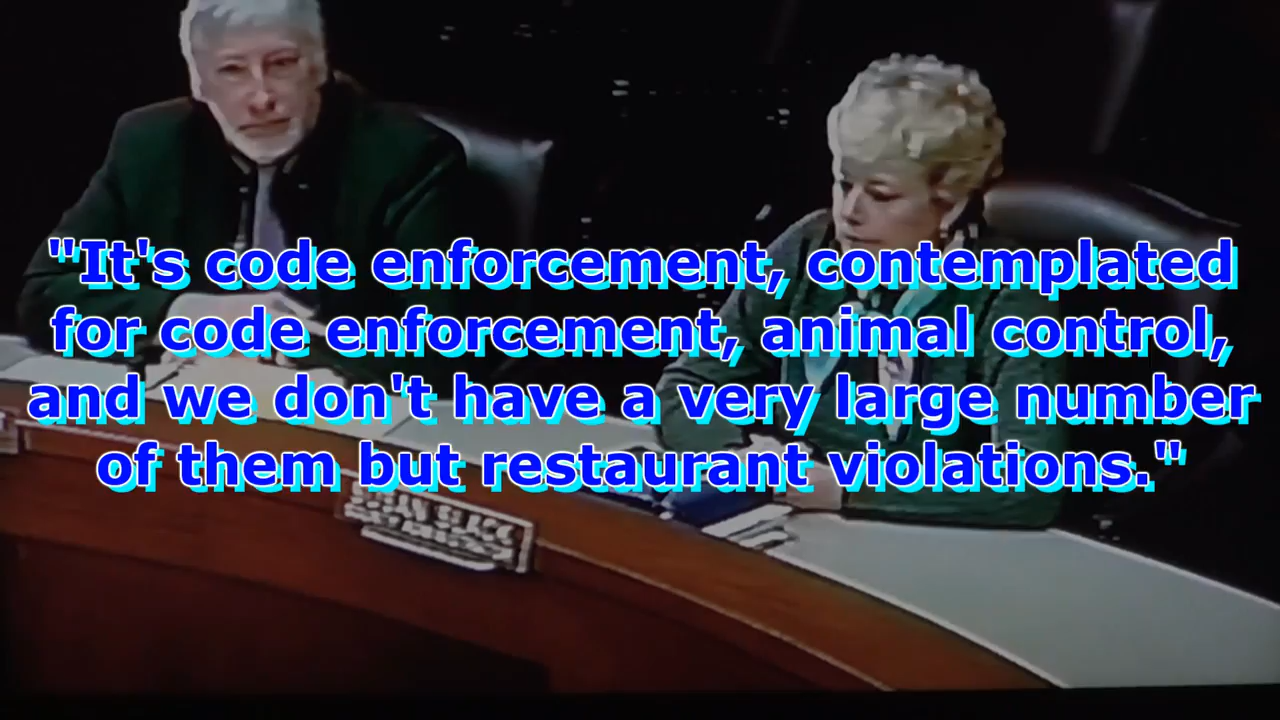 "It's code enforcement, contemplated
for code enforcement, animal control,
and we don't have a very large number
of them but restaurant violations."
SLACK